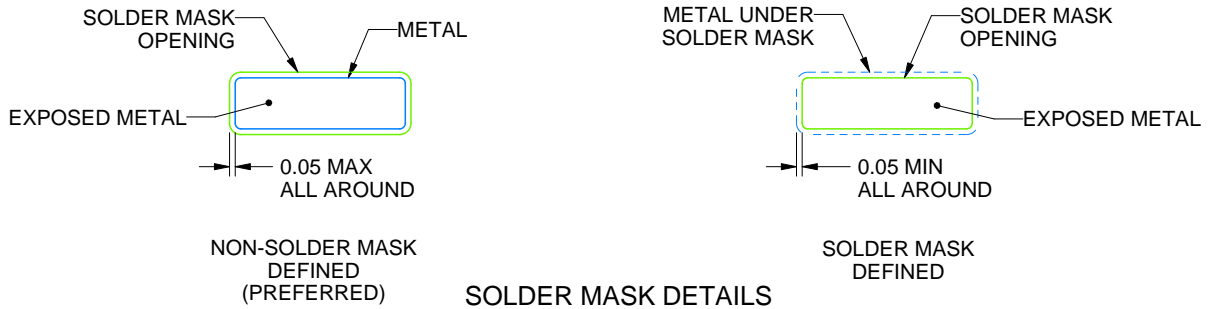 SOLDER MASK
OPENING
METAL
EXPOSED METAL
0.05 MAX
ALL AROUND
NON-SOLDER MASK
DEFINED
(PREFERRED)
METAL UNDER
SOLDER MASK
SOLDER MASK
OPENING
EXPOSED METAL
0.05 MIN
ALL AROUND
SOLDER MASK
DEFINED
SOLDER MASK DETAILS